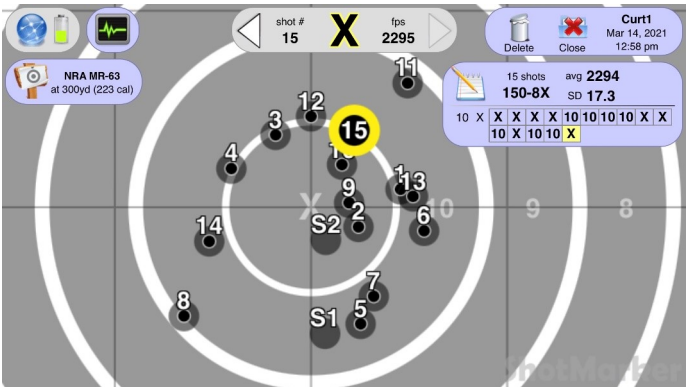 shot #
15
X
fps
2295
Delete
Close
Curt1
Mar 14, 2021
12:58 pm
NRA MR-63
at 300yd (223 cal)
15 shots
150-8X
avg 2294
SD 17.3
10 X X X X X 10 10 10 10 X X
10 X 10 10 X
11
12
3
15
10
4
1
13
9
X
10
9
8
2
S2
6
14
7
8
S1
5
ShotMarker